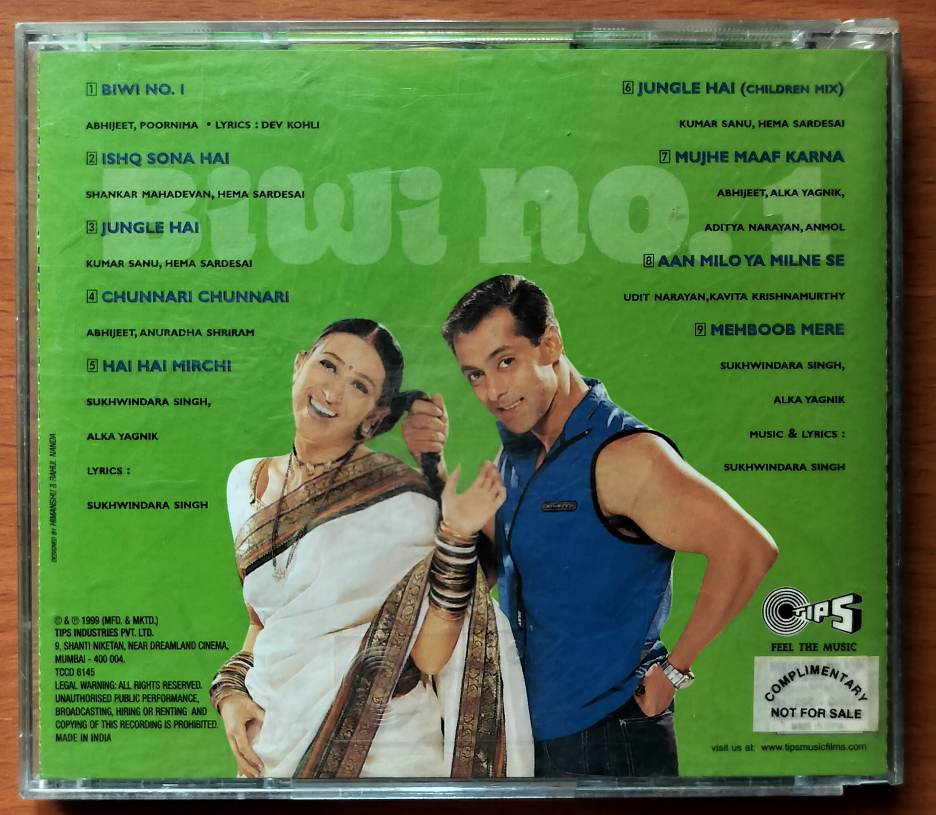 Biwi no. 1
1 BIWI NO. 1
ABHIJEET, POORNIMA • LYRICS : DEV KOHLI
2 ISHQ SONA HAI
SHANKAR MAHADEVAN, HEMA SARDESAI
3 JUNGLE HAI
KUMAR SANU, HEMA SARDESAI
4 CHUNNARI CHUNNARI
ABHIJEET, ANURADHA SHRIRAM
5 HAI HAI MIRCHI
SUKHWINDARA SINGH,
ALKA YAGNIK
LYRICS :
SUKHWINDARA SINGH
6 JUNGLE HAI (CHILDREN MIX)
KUMAR SANU, HEMA SARDESAI
7 MUJHE MAAF KARNA
ABHIJEET, ALKA YAGNIK,
ADITYA NARAYAN, ANMOL
8 AAN MILO YA MILNE SE
UDIT NARAYAN, KAVITA KRISHNAMURTHY
9 MEHBOOB MERE
SUKHWINDARA SINGH,
ALKA YAGNIK
MUSIC & LYRICS :
SUKHWINDARA SINGH
DESIGNED BY HIMANSHU & RAHUL NANDA
© & ℗ 1999 (MFD. & MKTD.)
TIPS INDUSTRIES PVT. LTD.
9, SHANTI NIKETAN, NEAR DREAMLAND CINEMA,
MUMBAI - 400 004.
TCCD 6145
LEGAL WARNING: ALL RIGHTS RESERVED.
UNAUTHORISED PUBLIC PERFORMANCE,
BROADCASTING, HIRING OR RENTING AND
COPYING OF THIS RECORDING IS PROHIBITED.
MADE IN INDIA
TIPS
FEEL THE MUSIC
COMPLIMENTARY
NOT FOR SALE
visit us at: www.tipsmusicfilms.com